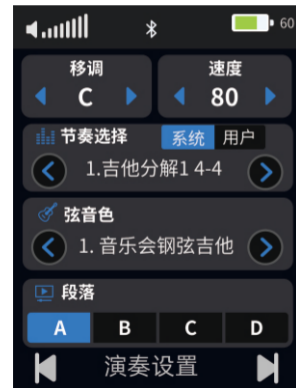 60
移调 速度
C 80
节奏选择 系统 用户
1.吉他分解1 4-4
弦音色
1. 音乐会钢弦吉他
段落
A B C D
演奏设置